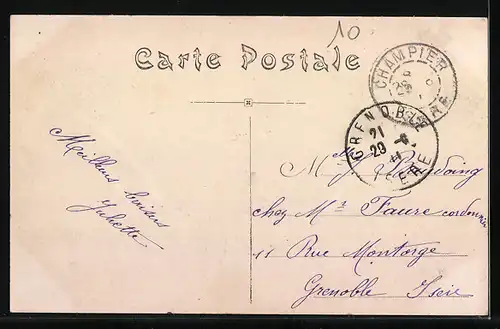 10
Carte Postale
CHAMPIER
GRENOBLE
21
29
Meilleurs baisers
Juliette
chez Mr Faure cordonnier
11 Rue Montorge
Grenoble Isère